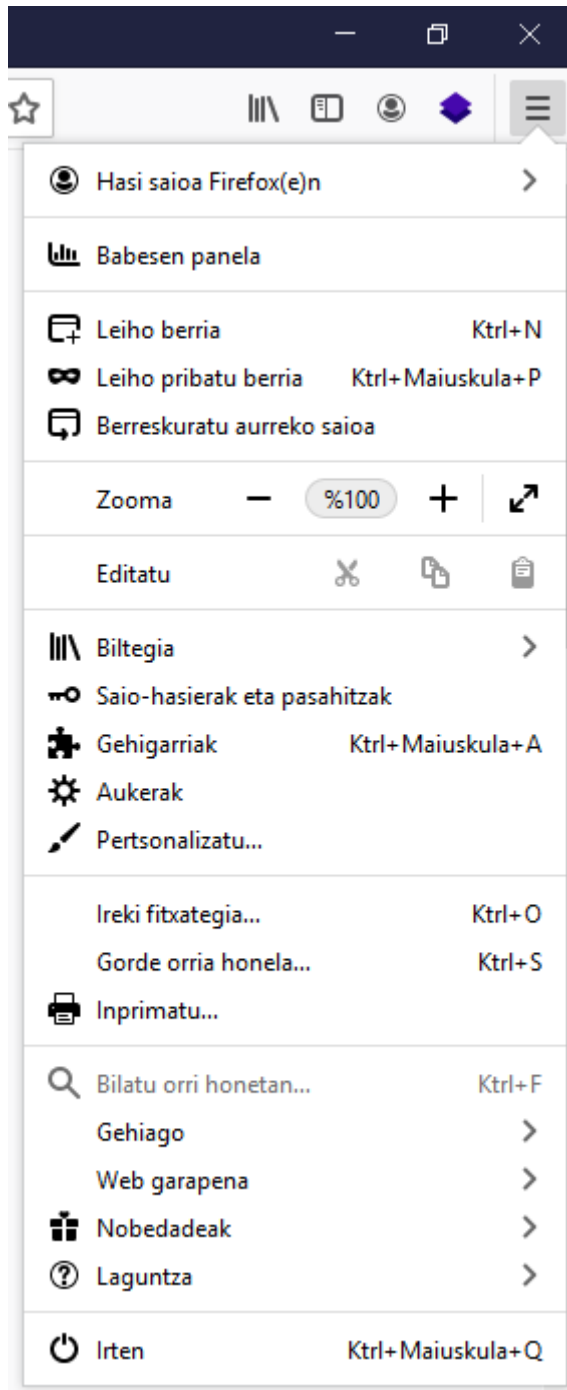 Hasi saioa Firefox(e)n
Babesen panela
Leiho berria Ktrl+N
Leiho pribatu berria Ktrl+Maiuskula+P
Berreskuratu aurreko saioa
Zooma %100
Editatu
Biltegia
Saio-hasierak eta pasahitzak
Gehigarriak Ktrl+Maiuskula+A
Aukerak
Pertsonalizatu...
Ireki fitxategia... Ktrl+O
Gorde orria honela... Ktrl+S
Inprimatu...
Bilatu orri honetan... Ktrl+F
Gehiago
Web garapena
Nobedadeak
Laguntza
Irten Ktrl+Maiuskula+Q